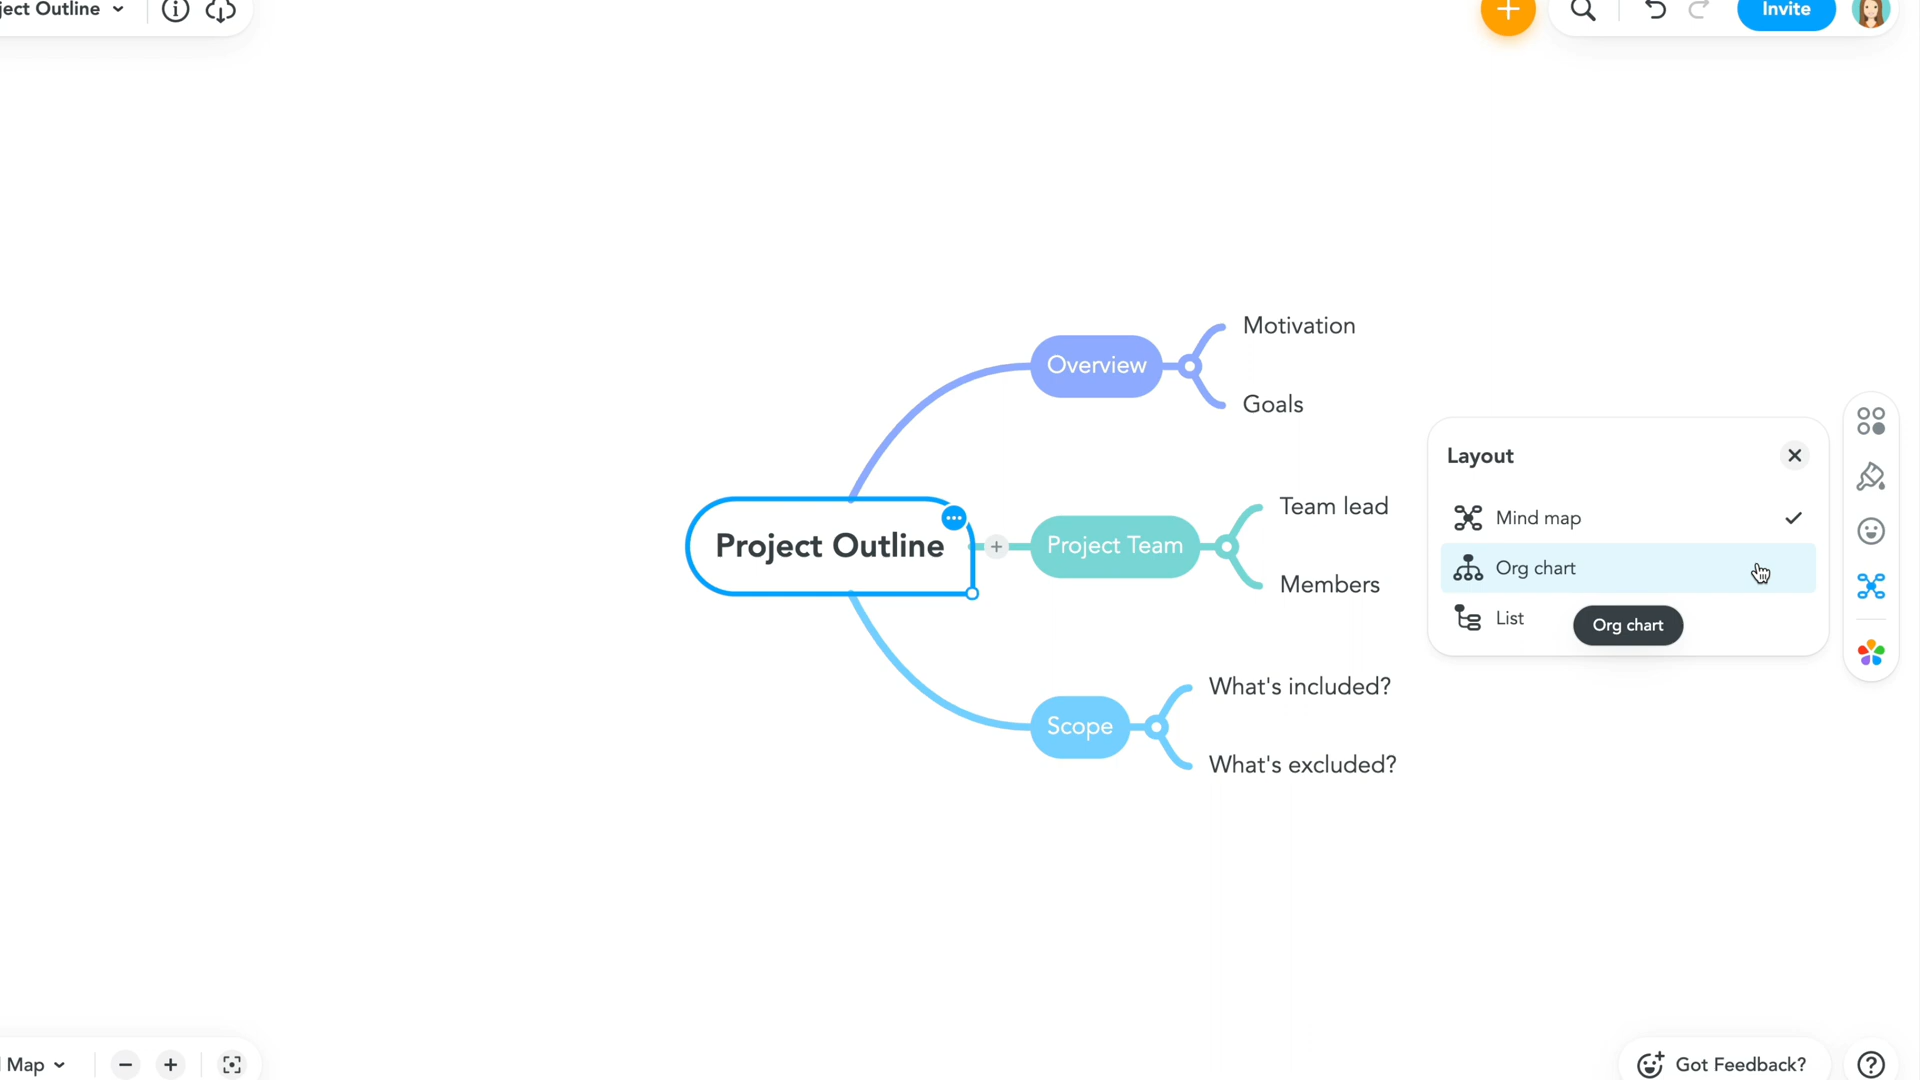 ject Outline
Invite
Motivation
Overview
Goals
Layout
Mind map
Team lead
Project Outline
Project Team
Org chart
Members
List
Org chart
What's included?
Scope
What's excluded?
Map
Got Feedback?